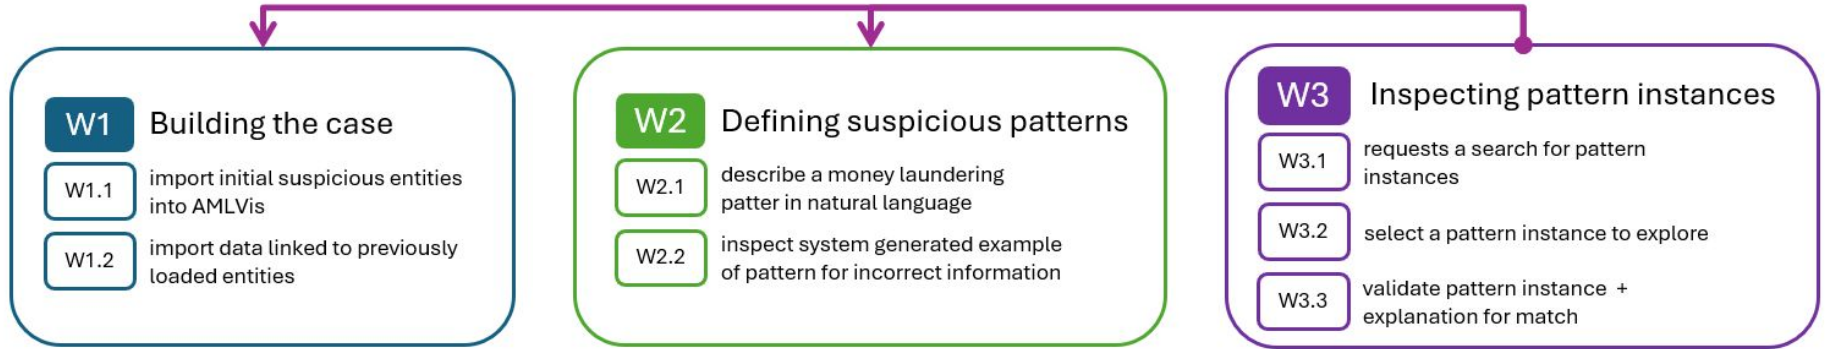 W1 Building the case
W1.1 import initial suspicious entities
into AMLVis
W1.2 import data linked to previously
loaded entities
W2 Defining suspicious patterns
W2.1 describe a money laundering
patter in natural language
W2.2 inspect system generated example
of pattern for incorrect information
W3 Inspecting pattern instances
W3.1 requests a search for pattern
instances
W3.2 select a pattern instance to explore
W3.3 validate pattern instance +
explanation for match